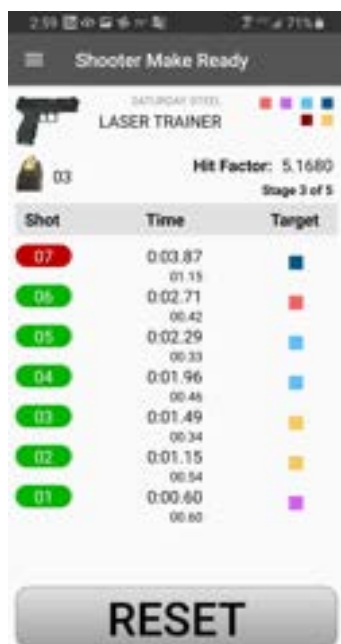 2:59 71%
Shooter Make Ready
SATURDAY STEEL
LASER TRAINER
03
Hit Factor: 5.1680
Stage 3 of 5
Shot Time Target
07 0:03.87
01.15
06 0:02.71
00.42
05 0:02.29
00.33
04 0:01.96
00.46
03 0:01.49
00.34
02 0:01.15
00.54
01 0:00.60
00.60
RESET